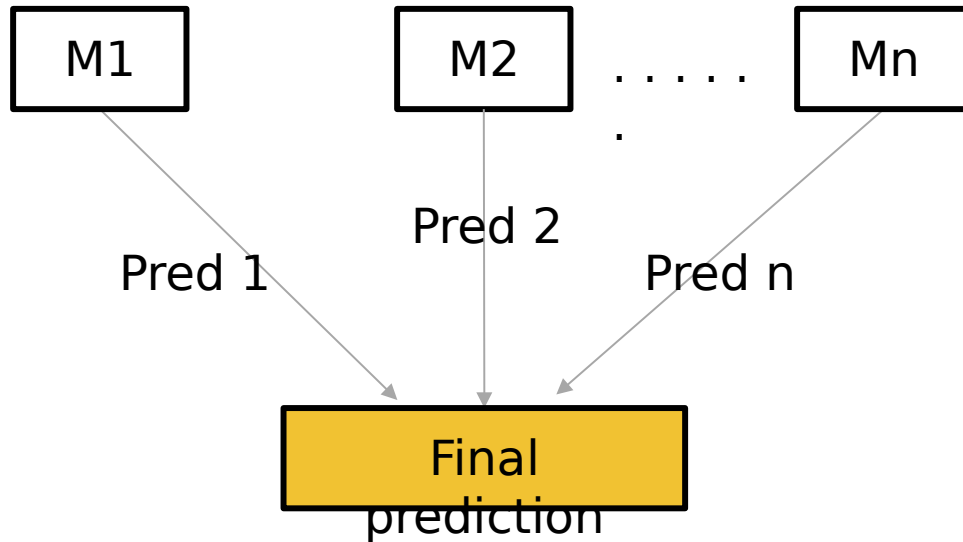 M1
M2
. . . . .
.
Mn
Pred 1
Pred 2
Pred n
Final
prediction